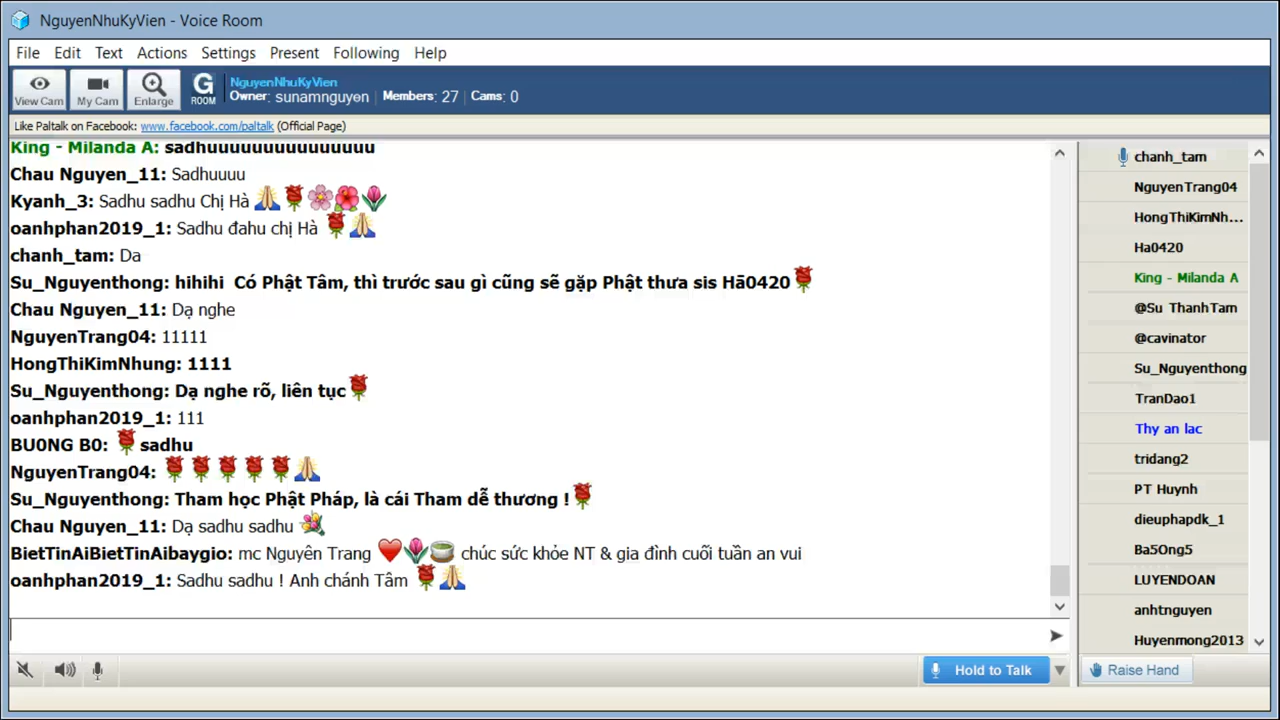 NguyenNhuKyVien - Voice Room
File Edit Text Actions Settings Present Following Help
View Cam
My Cam
Enlarge
G ROOM
NguyenNhuKyVien
Owner: sunamnguyen | Members: 27 | Cams: 0
Like Paltalk on Facebook: www.facebook.com/paltalk (Official Page)
King - Milanda A: sadhuuuuuuuuuuuuuuu
Chau Nguyen_11: Sadhuuuu
Kyanh_3: Sadhu sadhu Chị Hà 🙏🌹🌸🌺🌷
oanhphan2019_1: Sadhu đahu chị Hà 🌹🙏
chanh_tam: Da
Su_Nguyenthong: hihihi Có Phật Tâm, thì trước sau gì cũng sẽ gặp Phật thưa sis Hā0420🌹
Chau Nguyen_11: Dạ nghe
NguyenTrang04: 11111
HongThiKimNhung: 1111
Su_Nguyenthong: Dạ nghe rõ, liên tục🌹
oanhphan2019_1: 111
BU0NG B0: 🌹sadhu
NguyenTrang04: 🌹🌹🌹🌹🌹🙏
Su_Nguyenthong: Tham học Phật Pháp, là cái Tham dễ thương !🌹
Chau Nguyen_11: Dạ sadhu sadhu 💐
BietTinAiBietTinAibaygio: mc Nguyên Trang ❤️🌷🍵 chúc sức khỏe NT & gia đình cuối tuần an vui
oanhphan2019_1: Sadhu sadhu ! Anh chánh Tâm 🌹🙏
Hold to Talk
chanh_tam
NguyenTrang04
HongThiKimNh...
Ha0420
King - Milanda A
@Su ThanhTam
@cavinator
Su_Nguyenthong
TranDao1
Thy an lac
tridang2
PT Huynh
dieuphapdk_1
Ba5Ong5
LUYENDOAN
anhtnguyen
Huyenmong2013
Raise Hand